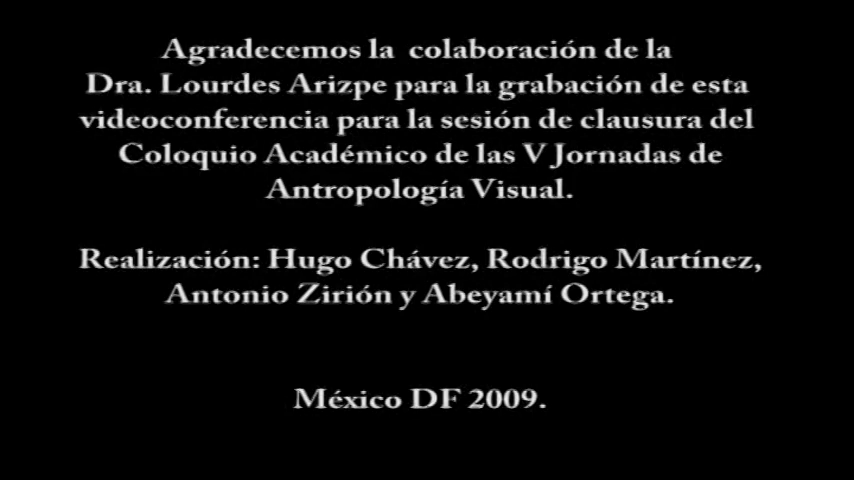 Agradecemos la colaboración de la
Dra. Lourdes Arizpe para la grabación de esta
videoconferencia para la sesión de clausura del
Coloquio Académico de las V Jornadas de
Antropología Visual.
Realización: Hugo Chávez, Rodrigo Martínez,
Antonio Zirión y Abeyamí Ortega.
México DF 2009.